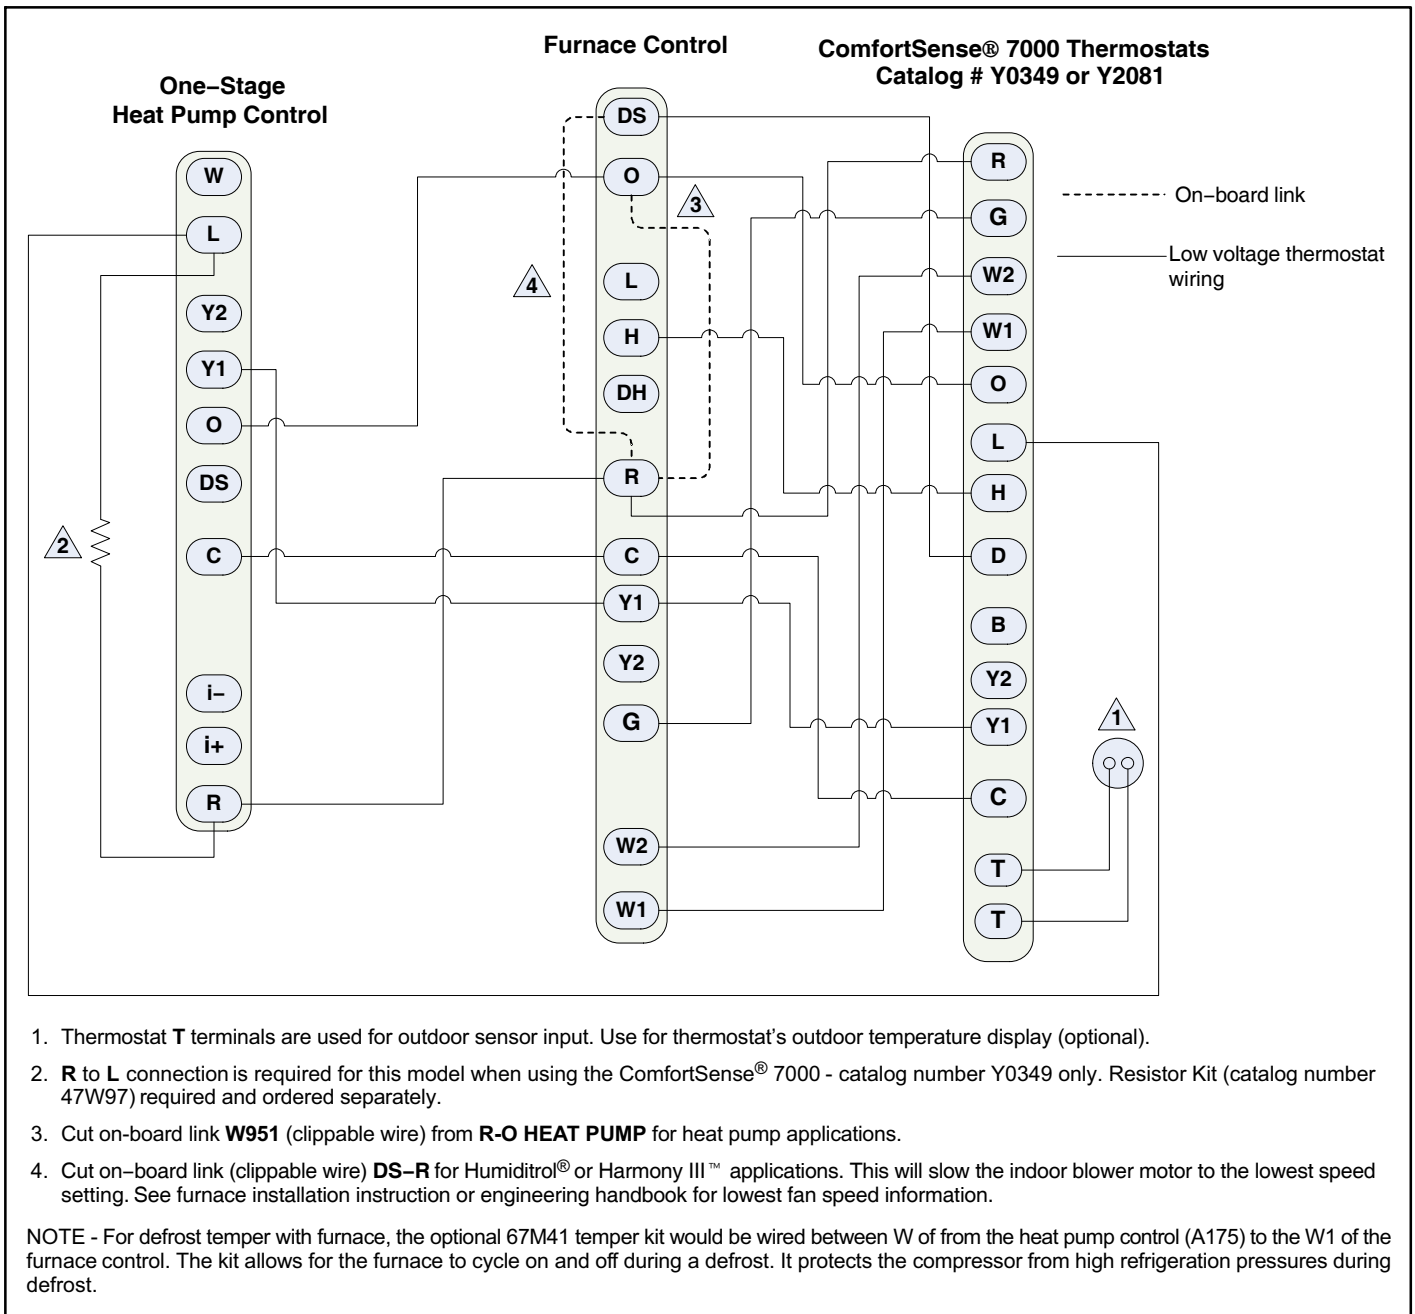 Furnace Control
ComfortSense® 7000 Thermostats
Catalog # Y0349 or Y2081
One–Stage
Heat Pump Control
W
L
Y2
Y1
O
DS
C
i–
i+
R
2
DS
O
L
H
DH
R
C
Y1
Y2
G
W2
W1
3
4
R
G
W2
W1
O
L
H
D
B
Y2
Y1
C
T
T
1
On–board link
Low voltage thermostat
wiring
1. Thermostat T terminals are used for outdoor sensor input. Use for thermostat's outdoor temperature display (optional).
2. R to L connection is required for this model when using the ComfortSense® 7000 - catalog number Y0349 only. Resistor Kit (catalog number
47W97) required and ordered separately.
3. Cut on-board link W951 (clippable wire) from R-O HEAT PUMP for heat pump applications.
4. Cut on–board link (clippable wire) DS–R for Humiditrol® or Harmony III™ applications. This will slow the indoor blower motor to the lowest speed
setting. See furnace installation instruction or engineering handbook for lowest fan speed information.
NOTE - For defrost temper with furnace, the optional 67M41 temper kit would be wired between W of from the heat pump control (A175) to the W1 of the
furnace control. The kit allows for the furnace to cycle on and off during a defrost. It protects the compressor from high refrigeration pressures during
defrost.